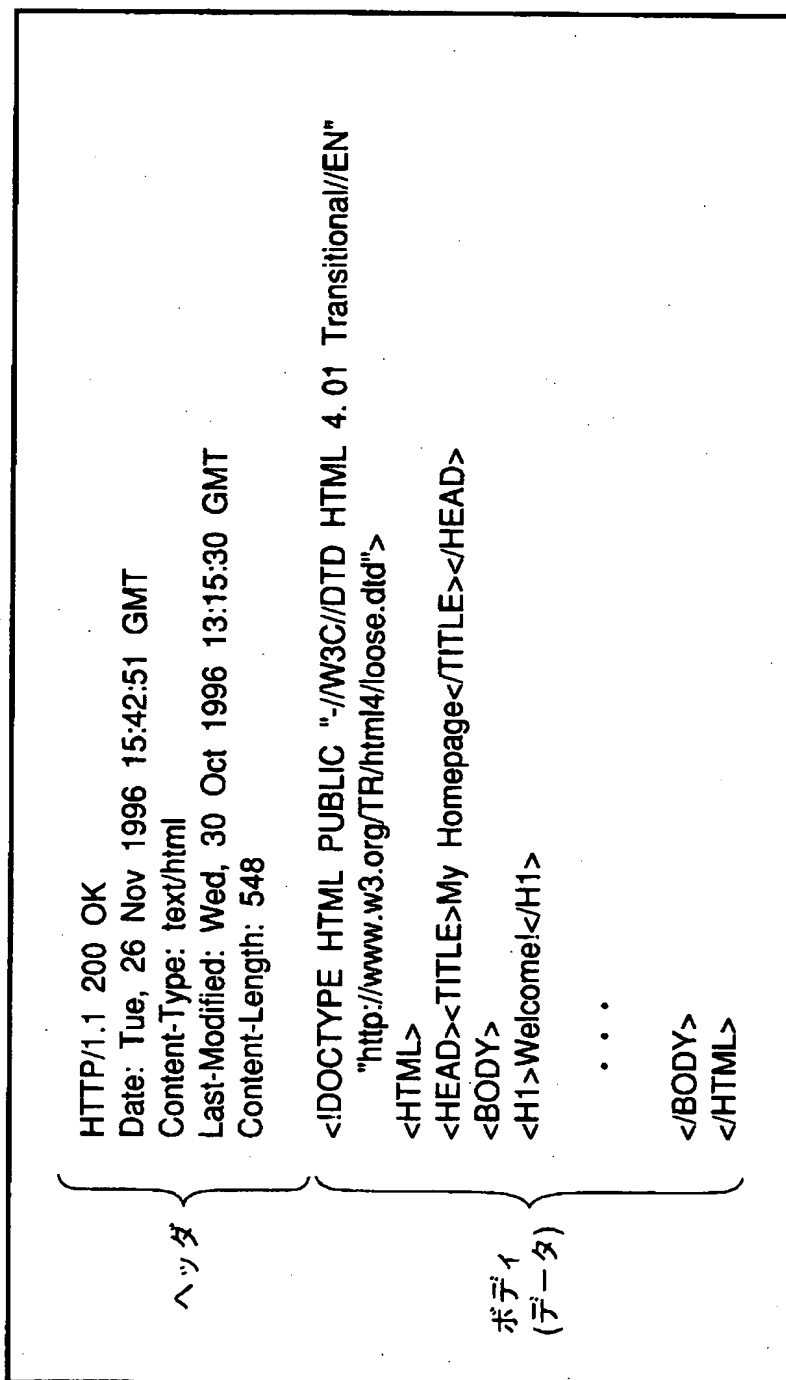 ヘッダ
HTTP/1.1 200 OK
Date: Tue, 26 Nov 1996 15:42:51 GMT
Content-Type: text/html
Last-Modified: Wed, 30 Oct 1996 13:15:30 GMT
Content-Length: 548
ボディ
(データ)
<!DOCTYPE HTML PUBLIC "-//W3C//DTD HTML 4. 01 Transitional//EN"
"http://www.w3.org/TR/html4/loose.dtd">
<HTML>
<HEAD><TITLE>My Homepage</TITLE></HEAD>
<BODY>
<H1>Welcome!</H1>
• • •
</BODY>
</HTML>